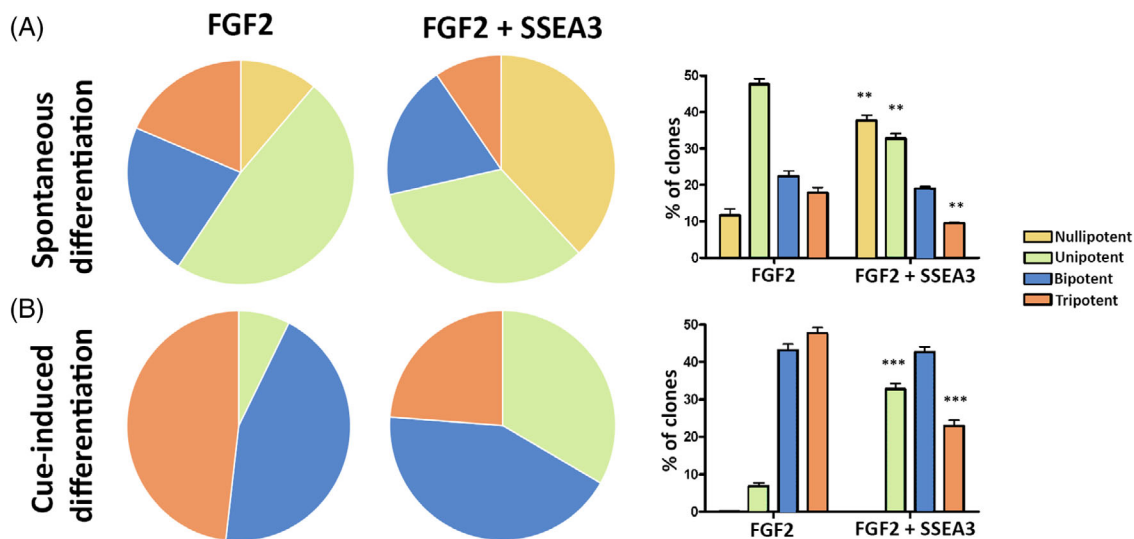 (A)
FGF2
FGF2 + SSEA3
Spontaneous
differentiation
50
40
30
20
10
0
% of clones
**
**
**
FGF2
FGF2 + SSEA3
Nullipotent
Unipotent
Bipotent
Tripotent
(B)
Cue-induced
differentiation
50
40
30
20
10
0
% of clones
***
***
FGF2
FGF2 + SSEA3